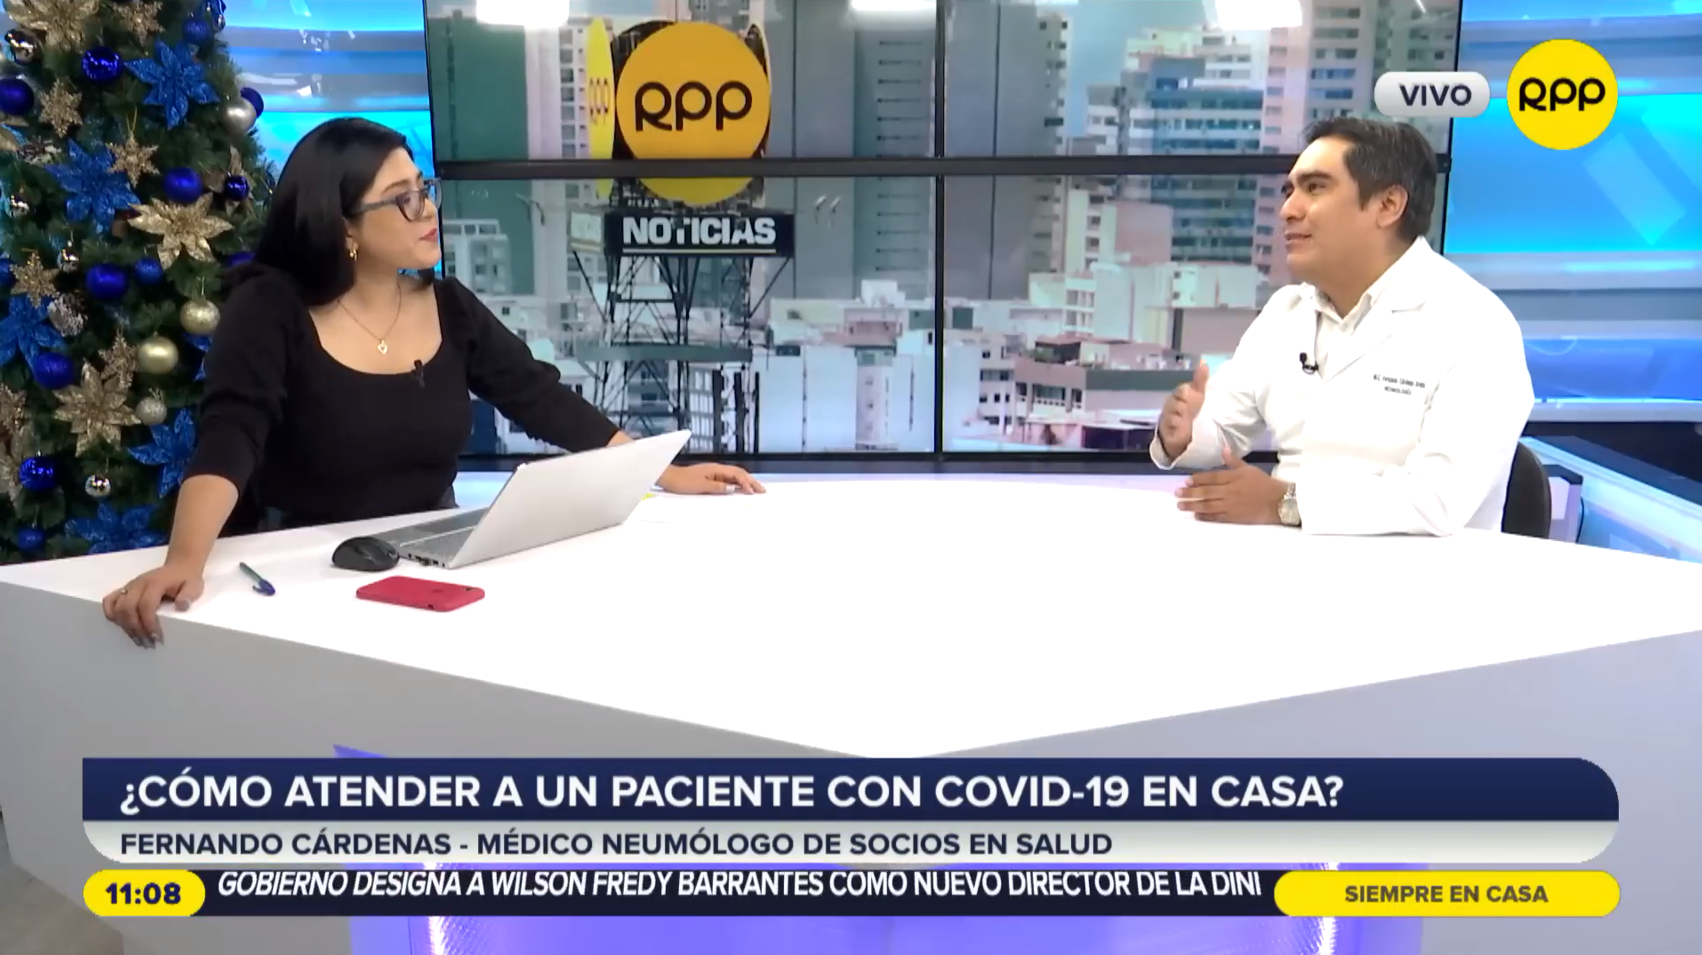 RPP
NOTICIAS
VIVO
RPP
¿CÓMO ATENDER A UN PACIENTE CON COVID-19 EN CASA?
FERNANDO CÁRDENAS - MÉDICO NEUMÓLOGO DE SOCIOS EN SALUD
11:08
GOBIERNO DESIGNA A WILSON FREDY BARRANTES COMO NUEVO DIRECTOR DE LA DINI
SIEMPRE EN CASA